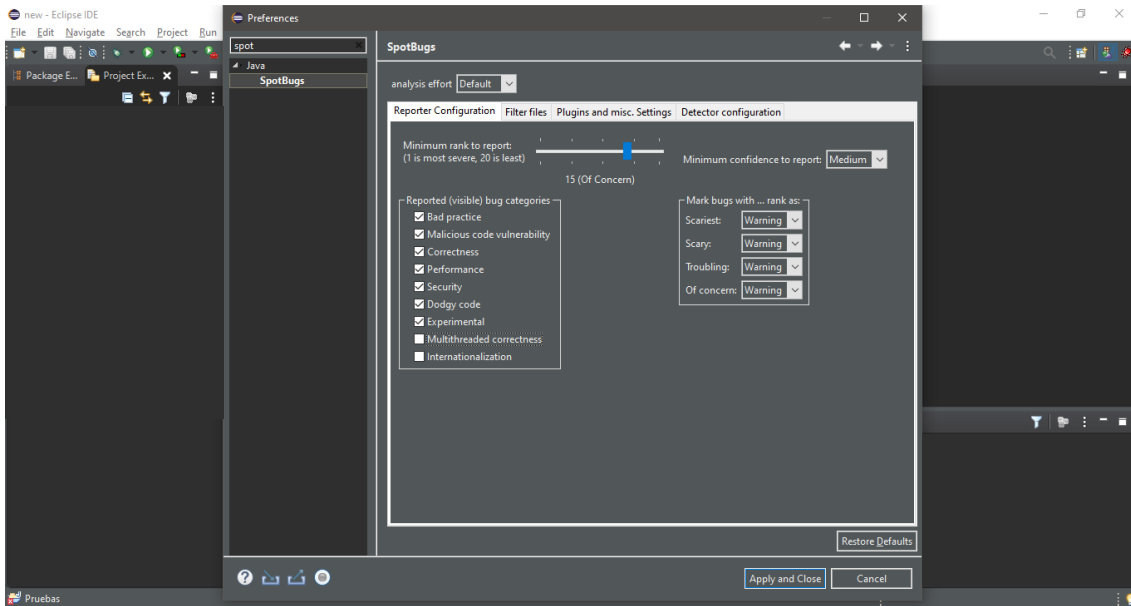 new - Eclipse IDE
File Edit Navigate Search Project Run
Package E... Project Ex...
Preferences
spot
Java
SpotBugs
SpotBugs
analysis effort Default
Reporter Configuration Filter files Plugins and misc. Settings Detector configuration
Minimum rank to report:
(1 is most severe, 20 is least)
15 (Of Concern)
Minimum confidence to report: Medium
Reported (visible) bug categories
Bad practice
Malicious code vulnerability
Correctness
Performance
Security
Dodgy code
Experimental
Multithreaded correctness
Internationalization
Mark bugs with ... rank as:
Scariest: Warning
Scary: Warning
Troubling: Warning
Of concern: Warning
Restore Defaults
Apply and Close Cancel
Pruebas